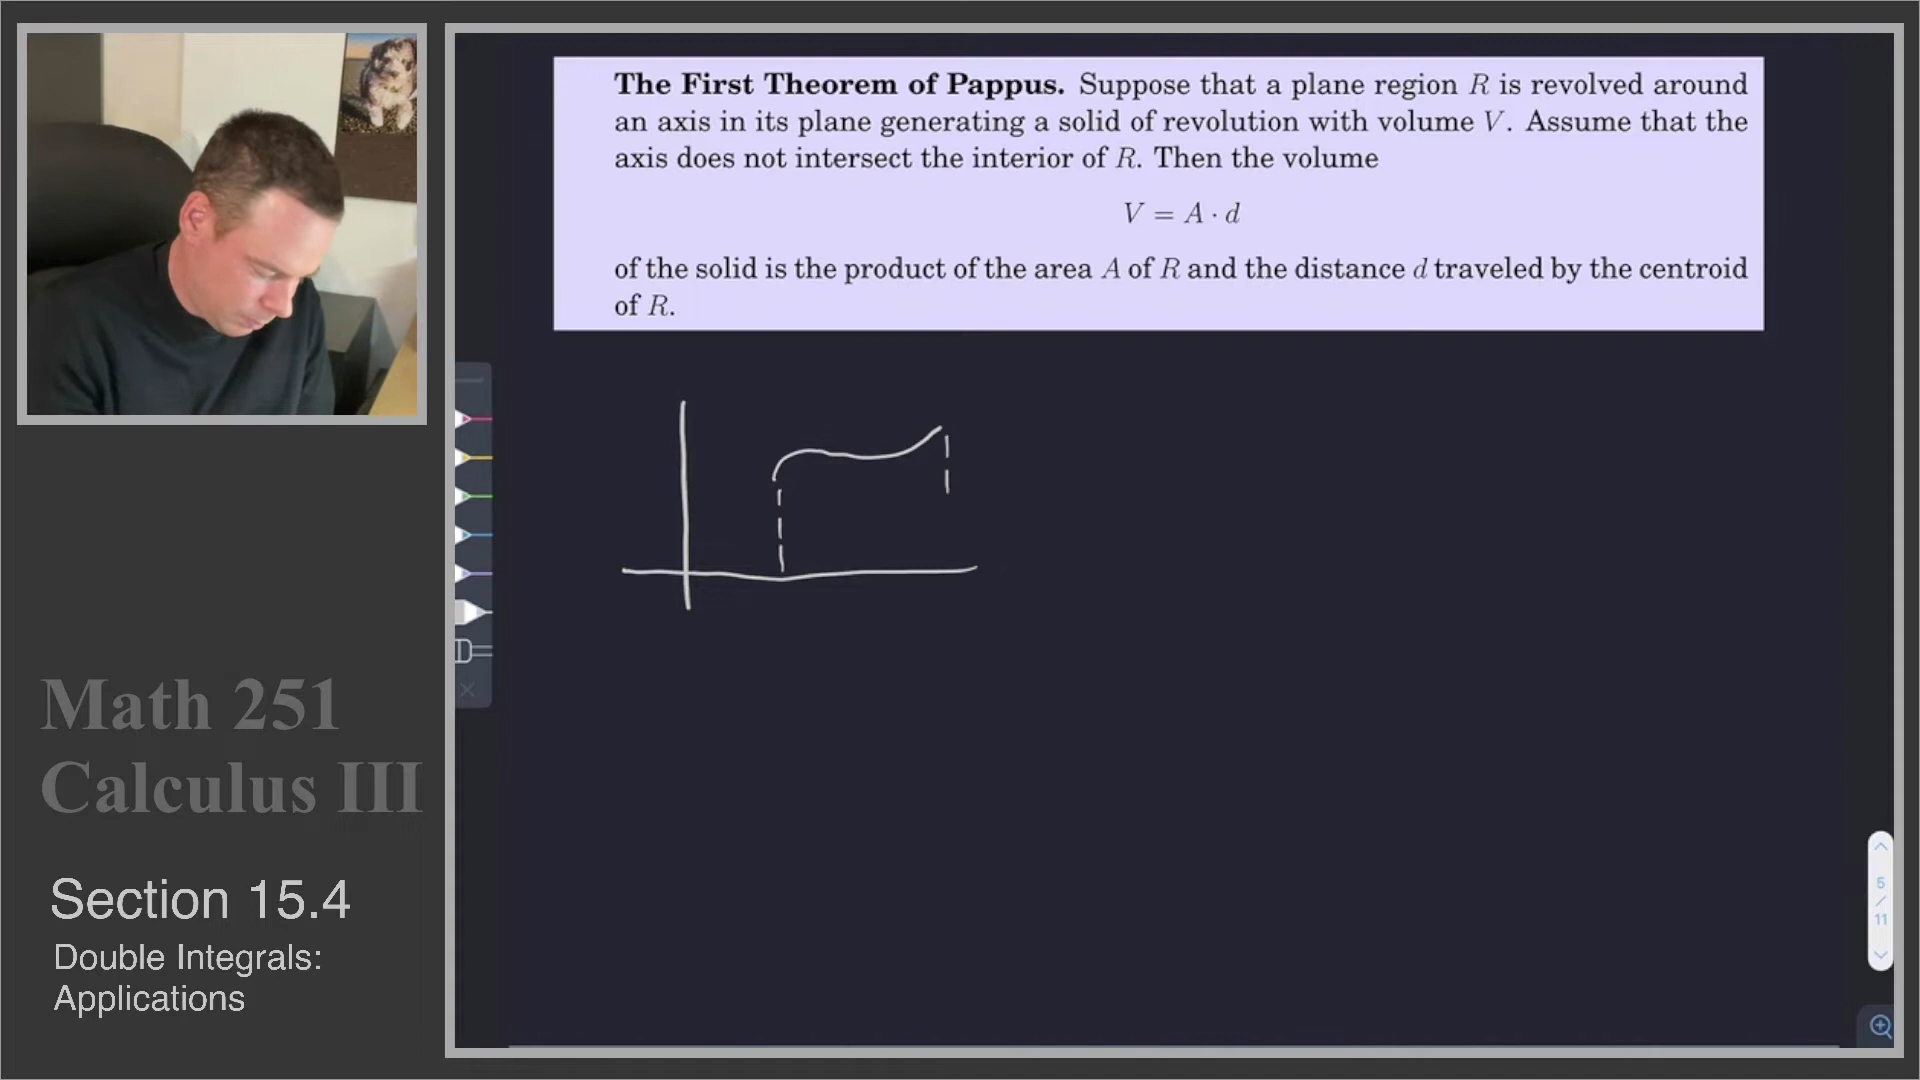 The First Theorem of Pappus. Suppose that a plane region R is revolved around
an axis in its plane generating a solid of revolution with volume V. Assume that the
axis does not intersect the interior of R. Then the volume
V = A · d
of the solid is the product of the area A of R and the distance d traveled by the centroid
of R.
Math 251
Calculus III
Section 15.4
Double Integrals:
Applications
5
/
11